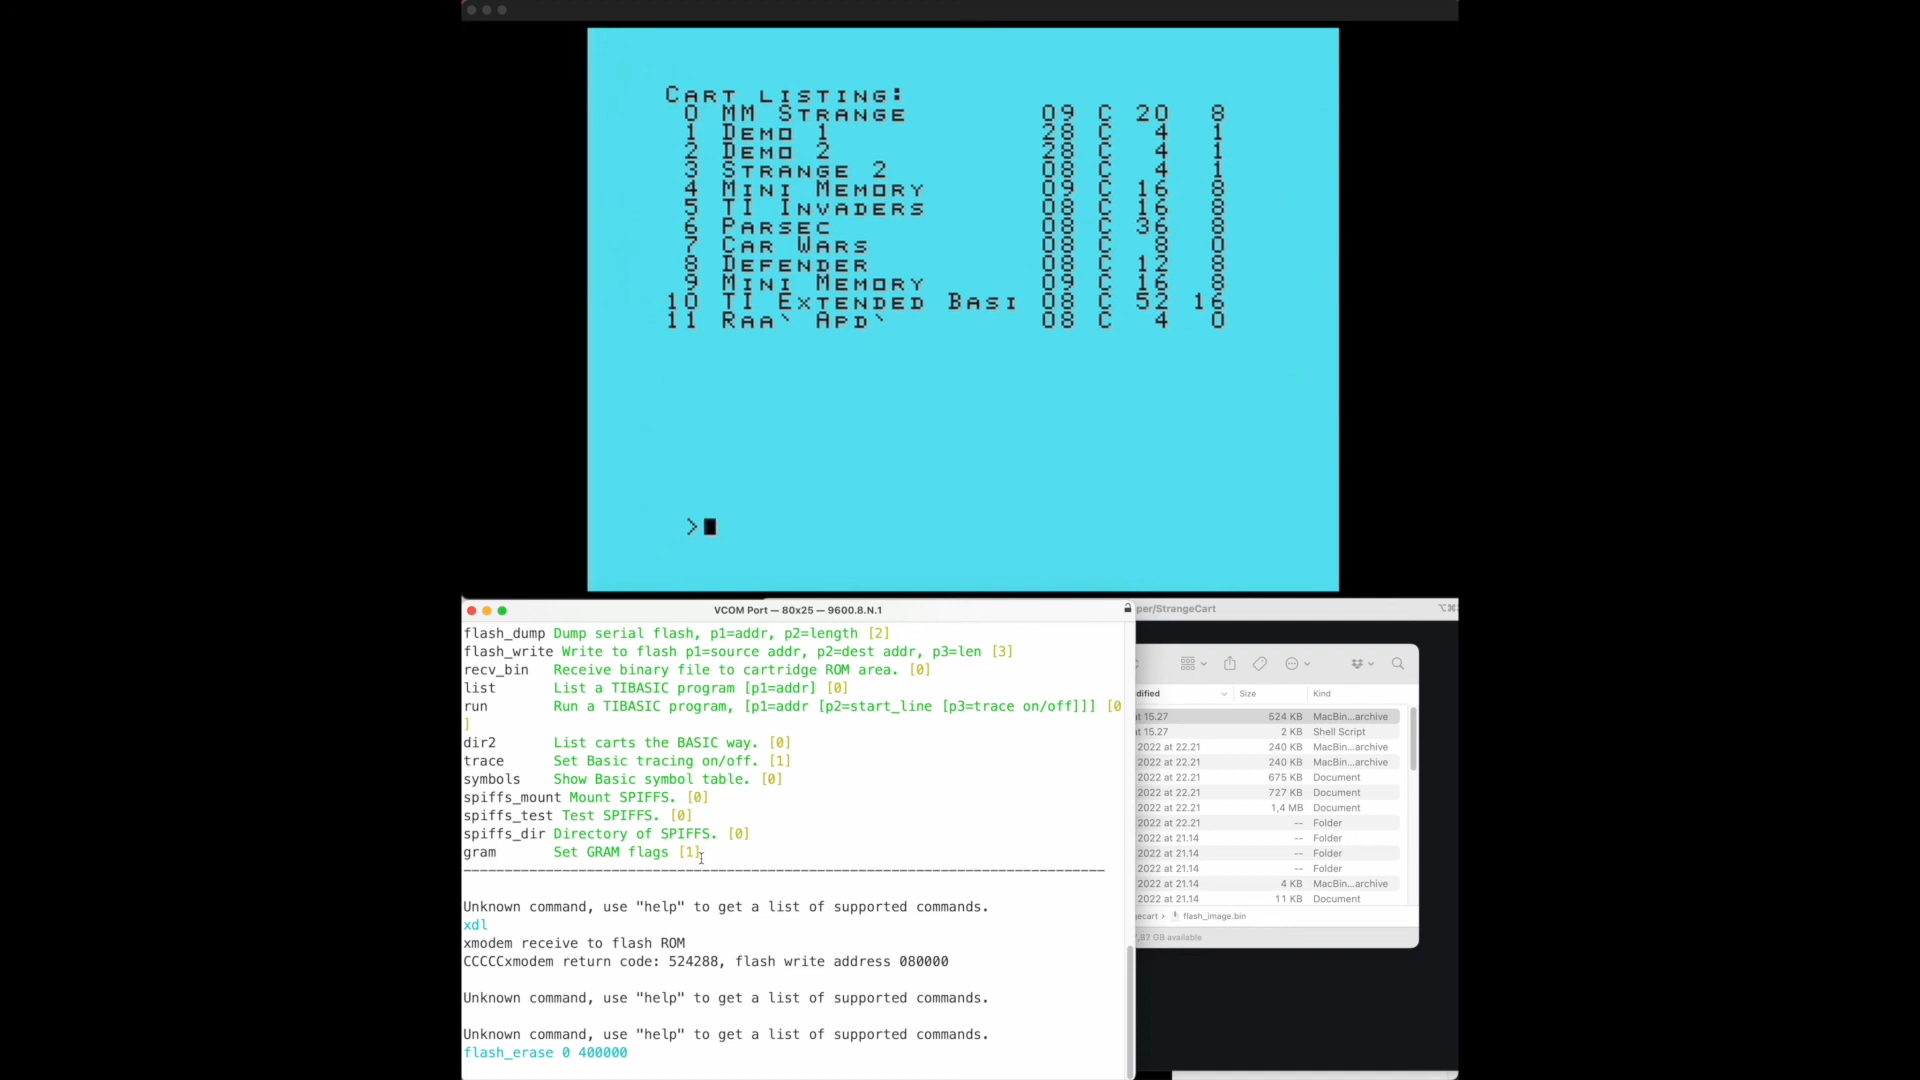 Cart listing:
0 MM Strange 09 C 20 8
1 Demo 1 28 C 4 1
2 Demo 2 28 C 4 1
3 Strange 2 08 C 4 1
4 Mini Memory 09 C 16 8
5 TI Invaders 08 C 16 8
6 Parsec 08 C 36 8
7 Car Wars 08 C 8 0
8 Defender 08 C 12 8
9 Mini Memory 09 C 16 8
10 TI Extended Basi 08 C 52 16
11 Raa` Apd` 08 C 4 0
>
VCOM Port — 80x25 — 9600.8.N.1
flash_dump Dump serial flash, p1=addr, p2=length [2]
flash_write Write to flash p1=source addr, p2=dest addr, p3=len [3]
recv_bin Receive binary file to cartridge ROM area. [0]
list List a TIBASIC program [p1=addr] [0]
run Run a TIBASIC program, [p1=addr [p2=start_line [p3=trace on/off]]] [0
]
dir2 List carts the BASIC way. [0]
trace Set Basic tracing on/off. [1]
symbols Show Basic symbol table. [0]
spiffs_mount Mount SPIFFS. [0]
spiffs_test Test SPIFFS. [0]
spiffs_dir Directory of SPIFFS. [0]
gram Set GRAM flags [1]
Unknown command, use "help" to get a list of supported commands.
xdl
xmodem receive to flash ROM
CCCCCxmodem return code: 524288, flash write address 080000
Unknown command, use "help" to get a list of supported commands.
Unknown command, use "help" to get a list of supported commands.
flash_erase 0 400000
per/StrangeCart
dified Size Kind
at 15.27 524 KB MacBin...archive
at 15.27 2 KB Shell Script
2022 at 22.21 240 KB MacBin...archive
2022 at 22.21 240 KB MacBin...archive
2022 at 22.21 675 KB Document
2022 at 22.21 727 KB Document
2022 at 22.21 1,4 MB Document
2022 at 22.21 -- Folder
2022 at 21.14 -- Folder
2022 at 21.14 -- Folder
2022 at 21.14 -- Folder
2022 at 21.14 4 KB MacBin...archive
2022 at 21.14 11 KB Document
gecart › flash_image.bin
,87 GB available